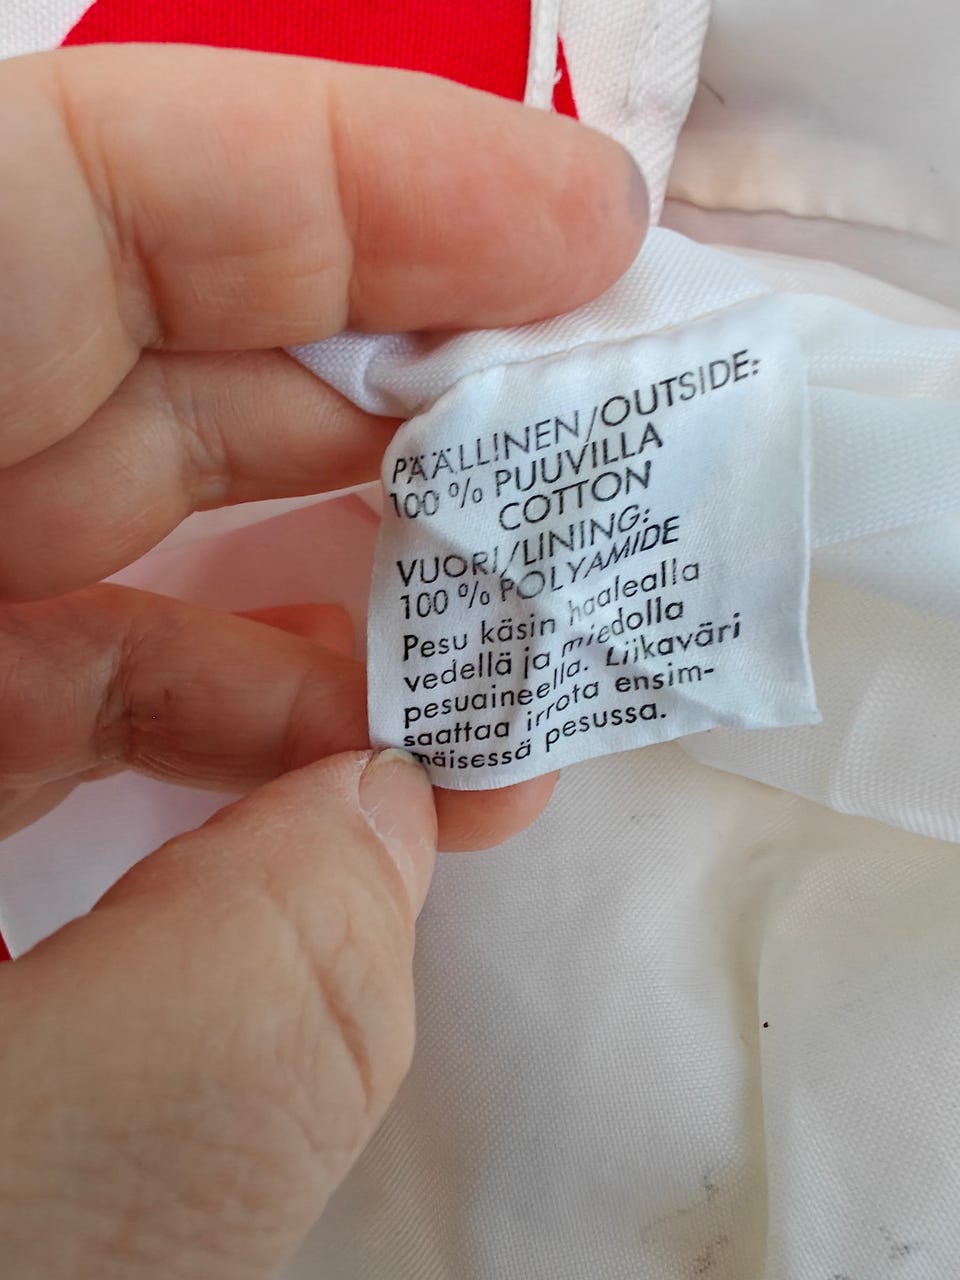 PÄÄLLINEN/OUTSIDE:
100 % PUUVILLA
COTTON
VUORI/LINING:
100 % POLYAMIDE
Pesu käsin haalealla
vedellä ja miedolla
pesuaineella. Liikaväri
saattaa irrota ensim-
mäisessä pesussa.